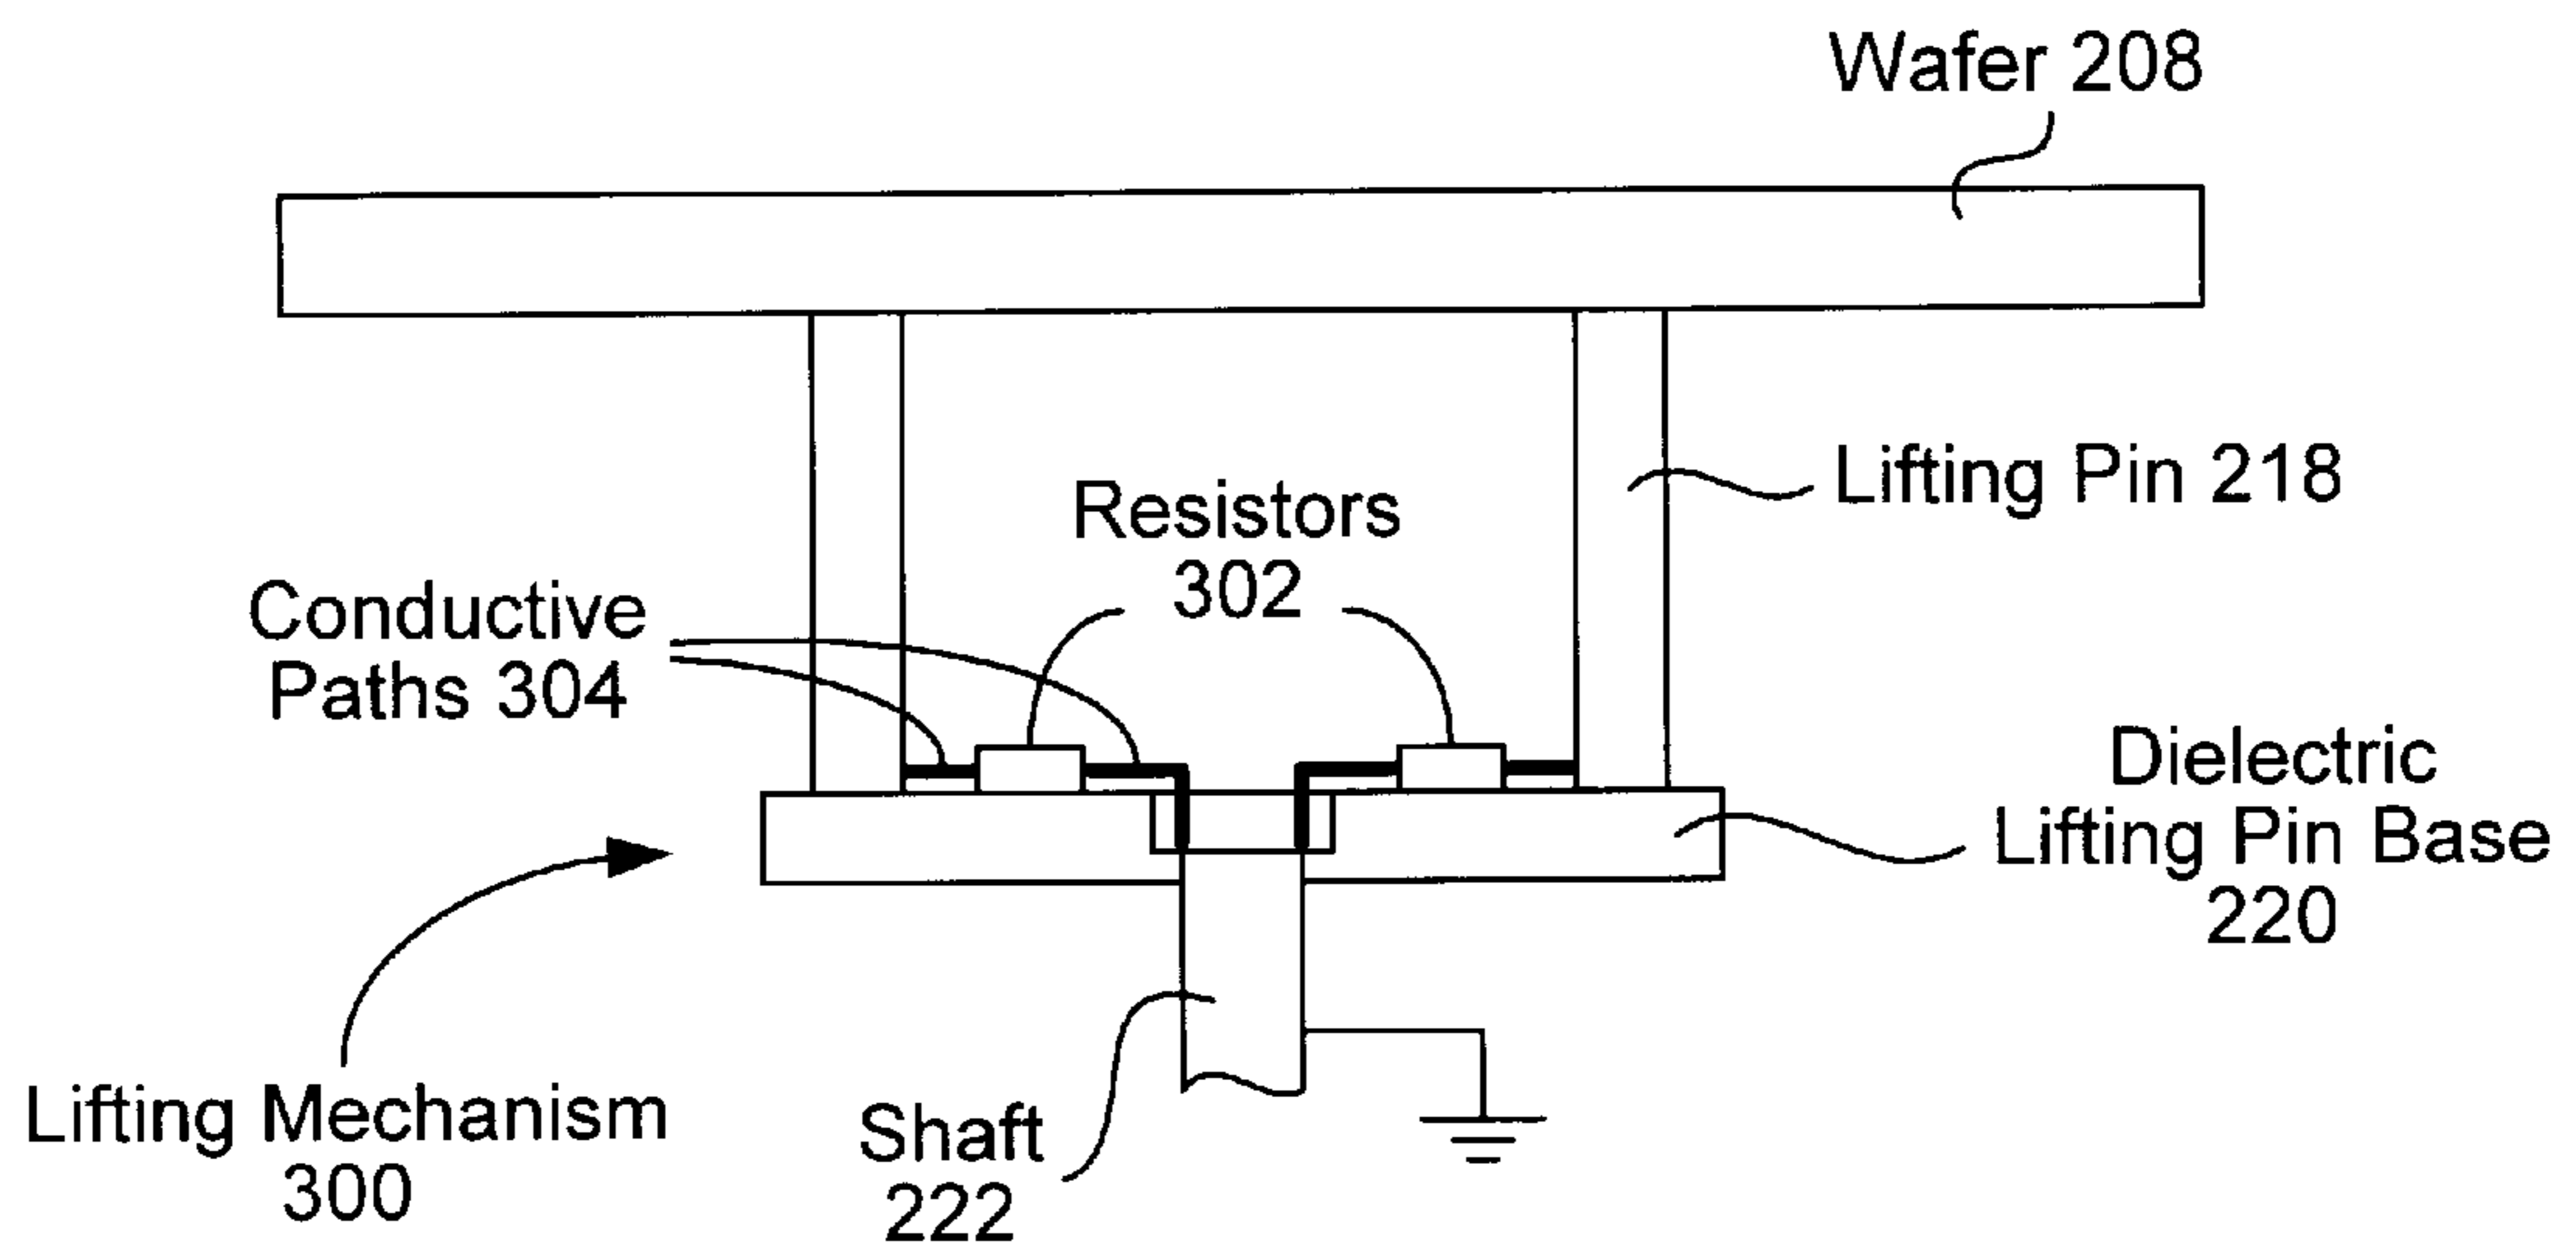 Wafer 208
Lifting Pin 218
Resistors
302
Conductive
Paths 304
Dielectric
Lifting Pin Base
220
Lifting Mechanism
300
Shaft
222